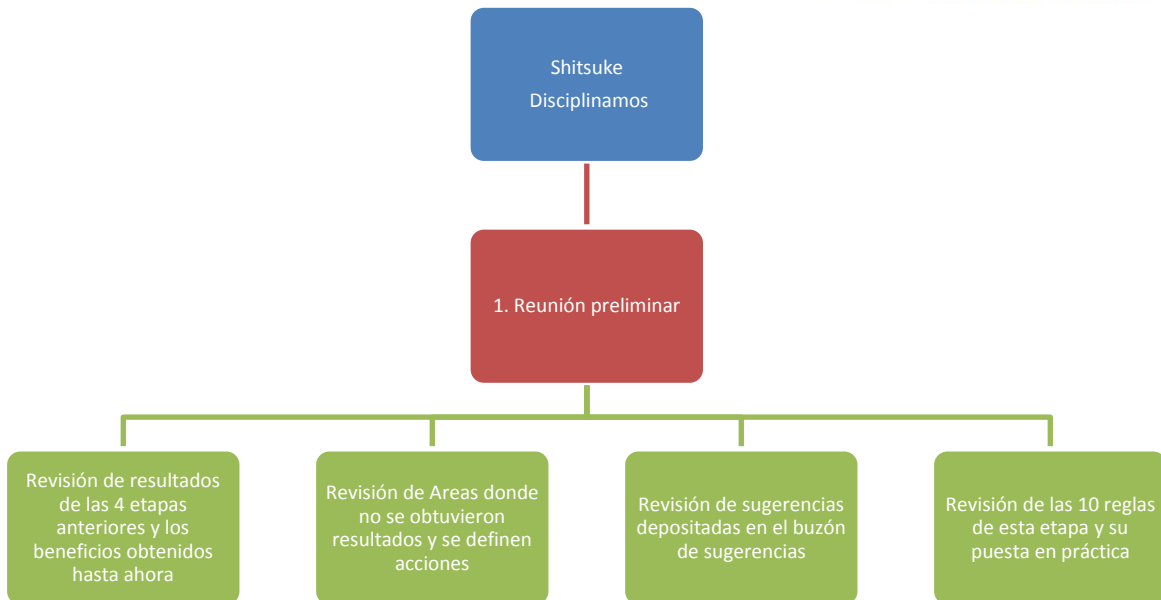 Shitsuke
Disciplinamos
1. Reunión preliminar
Revisión de resultados
de las 4 etapas
anteriores y los
beneficios obtenidos
hasta ahora
Revisión de Areas donde
no se obtuvieron
resultados y se definen
acciones
Revisión de sugerencias
depositadas en el buzón
de sugerencias
Revisión de las 10 reglas
de esta etapa y su
puesta en práctica